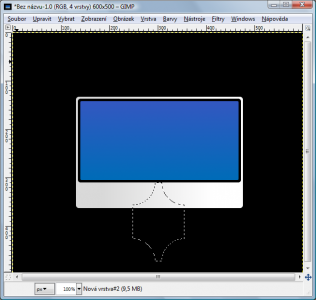 *Bez názvu-1.0 (RGB, 4 vrstvy) 600x500 – GIMP
Soubor Upravit Vybrat Zobrazení Obrázek Vrstva Barvy Nástroje Filtry Windows Nápověda
px 100% Nová vrstva#2 (9,5 MB)